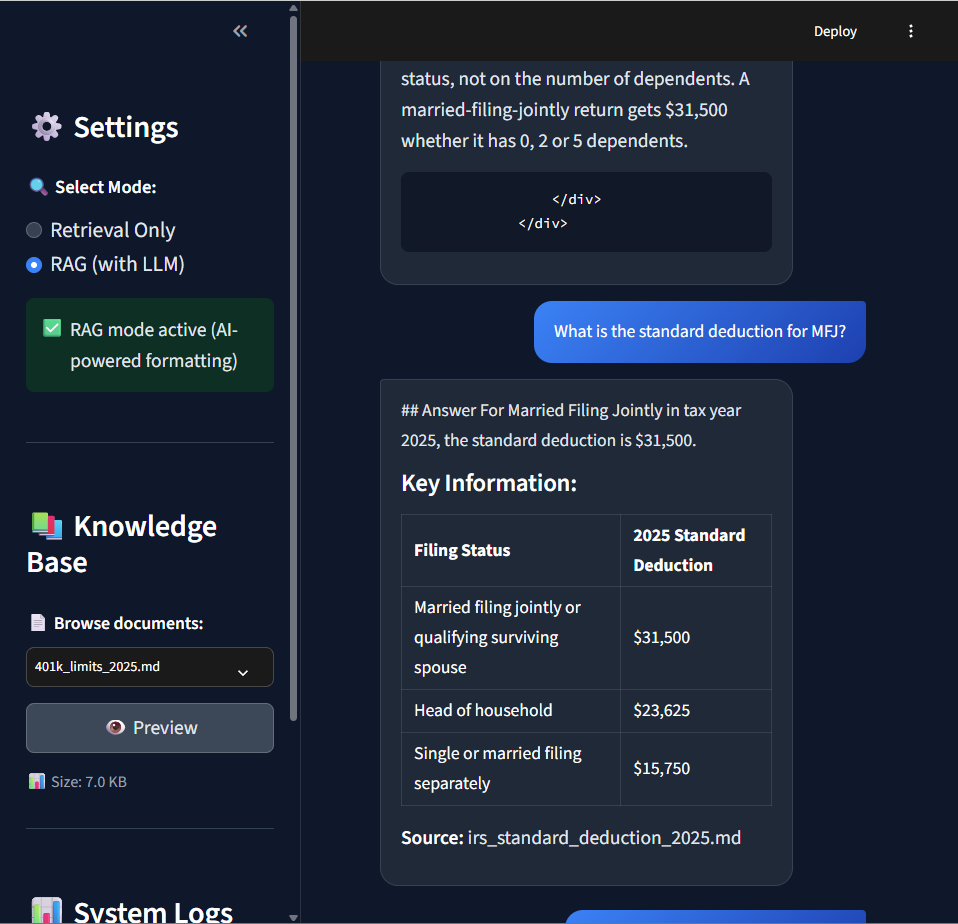 Deploy
Settings
Select Mode:
Retrieval Only
RAG (with LLM)
RAG mode active (AI-
powered formatting)
Knowledge
Base
Browse documents:
401k_limits_2025.md
Preview
Size: 7.0 KB
System Logs
status, not on the number of dependents. A
married-filing-jointly return gets $31,500
whether it has 0, 2 or 5 dependents.
</div>
</div>
What is the standard deduction for MFJ?
## Answer For Married Filing Jointly in tax year
2025, the standard deduction is $31,500.
Key Information:
Filing Status
2025 Standard
Deduction
Married filing jointly or
qualifying surviving
spouse
$31,500
Head of household
$23,625
Single or married filing
separately
$15,750
Source: irs_standard_deduction_2025.md